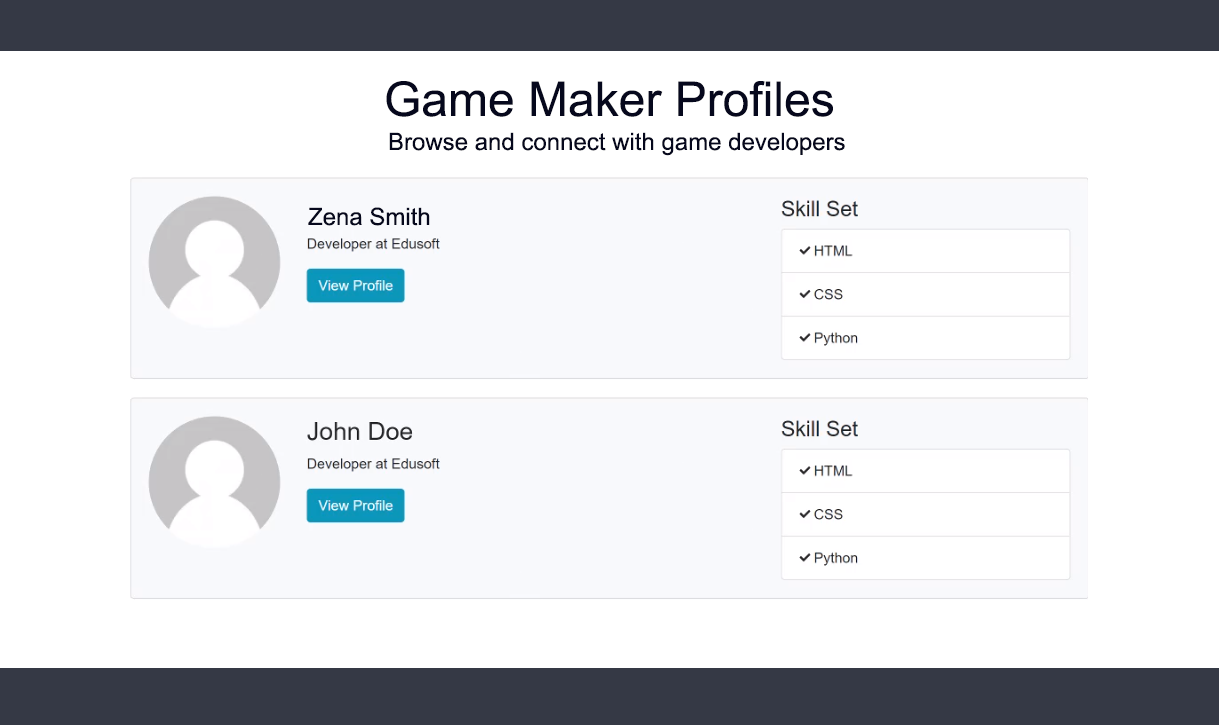 Game Maker Profiles
Browse and connect with game developers
Zena Smith
Developer at Edusoft
View Profile
Skill Set
HTML
CSS
Python
John Doe
Developer at Edusoft
View Profile
Skill Set
HTML
CSS
Python